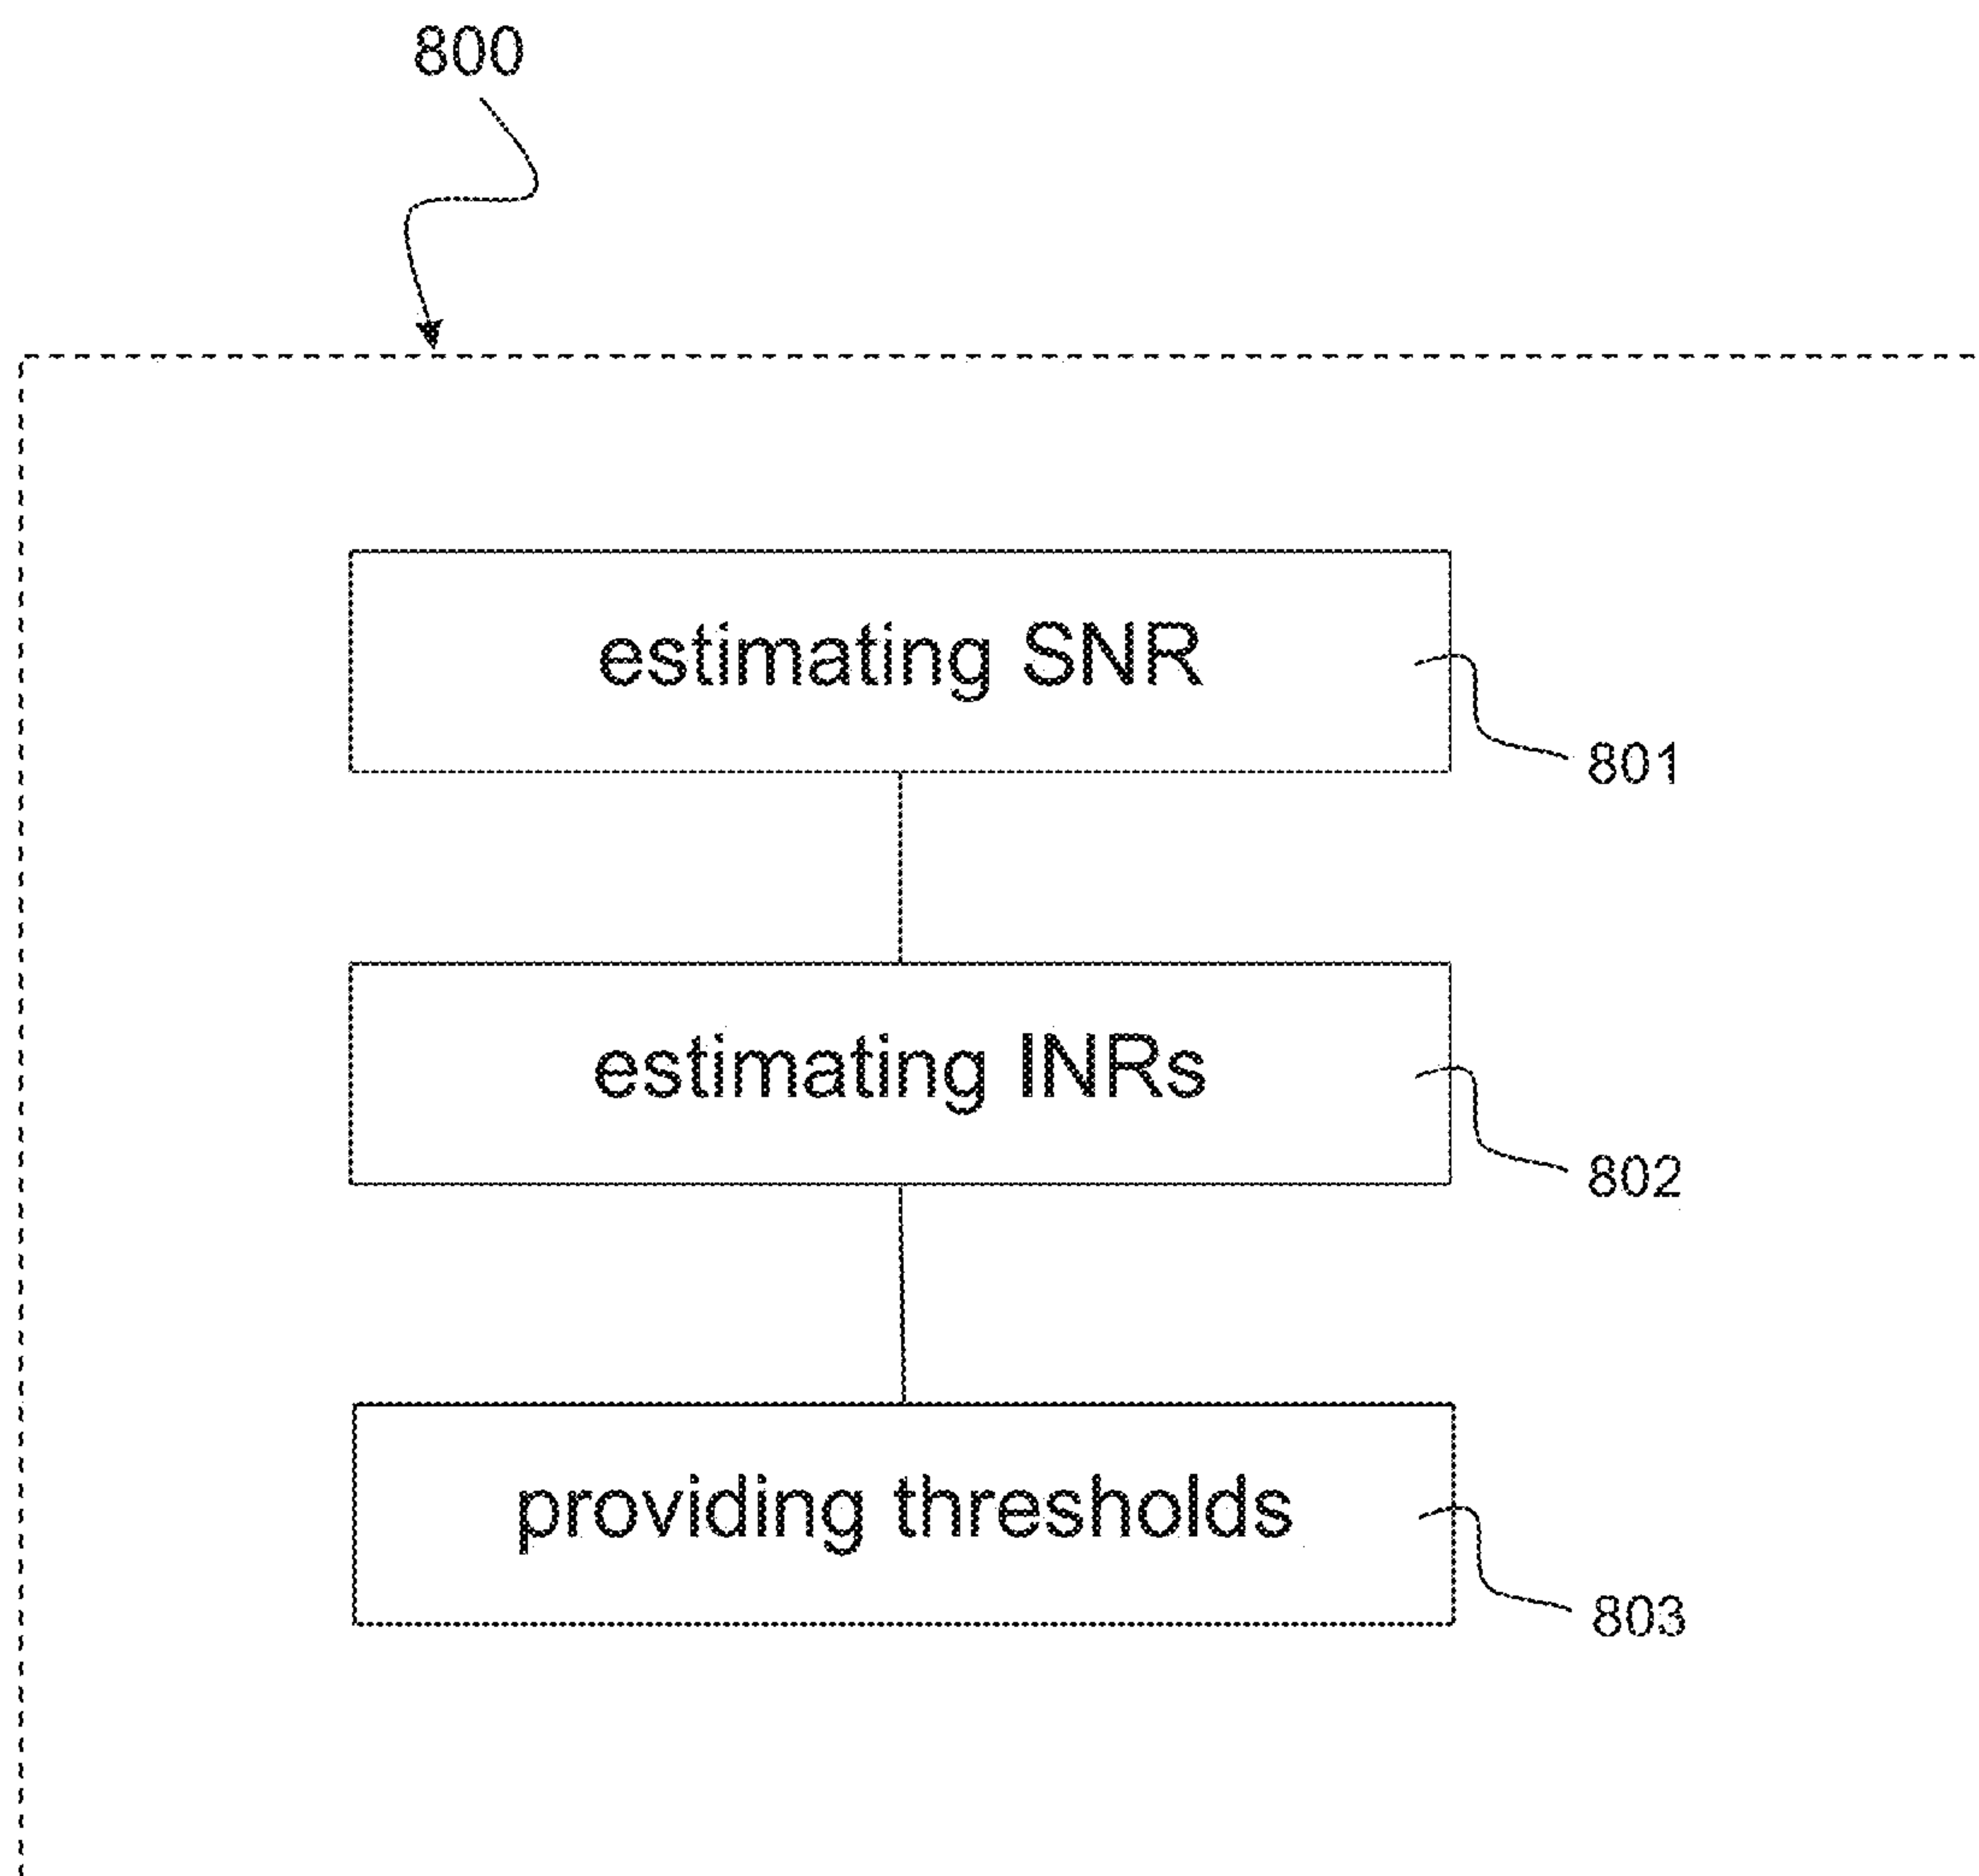 800
estimating SNR
801
estimating INRs
802
providing thresholds
803